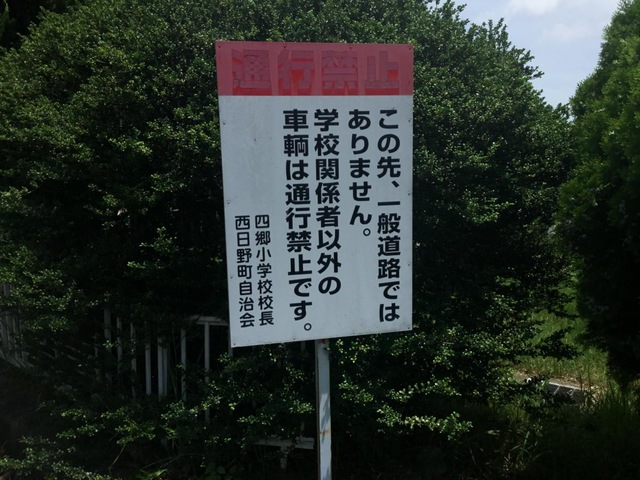 通行禁止
この先、一般道路では
ありません。
学校関係者以外の
車輌は通行禁止です。
四郷小学校校長
西日野町自治会